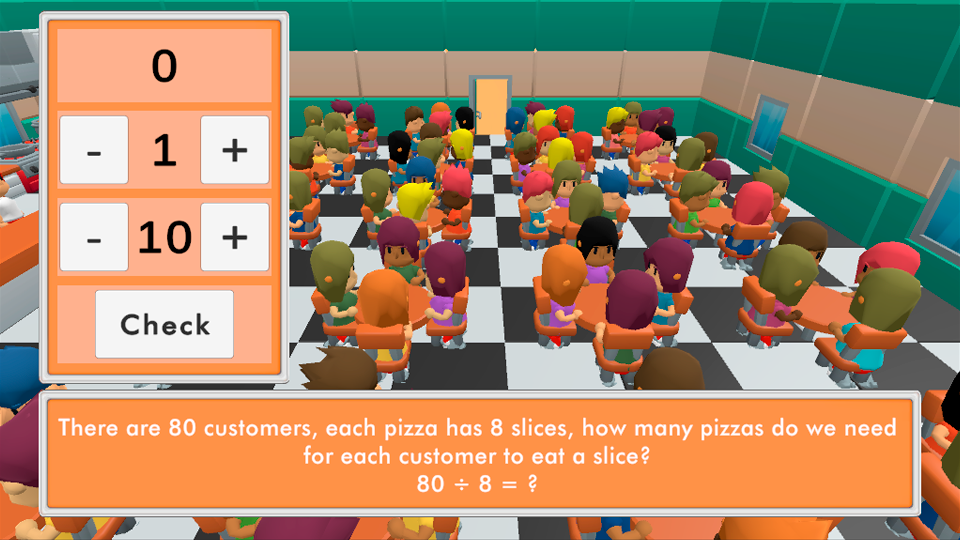 0
- 1 +
- 10 +
Check
There are 80 customers, each pizza has 8 slices, how many pizzas do we need
for each customer to eat a slice?
80 ÷ 8 = ?